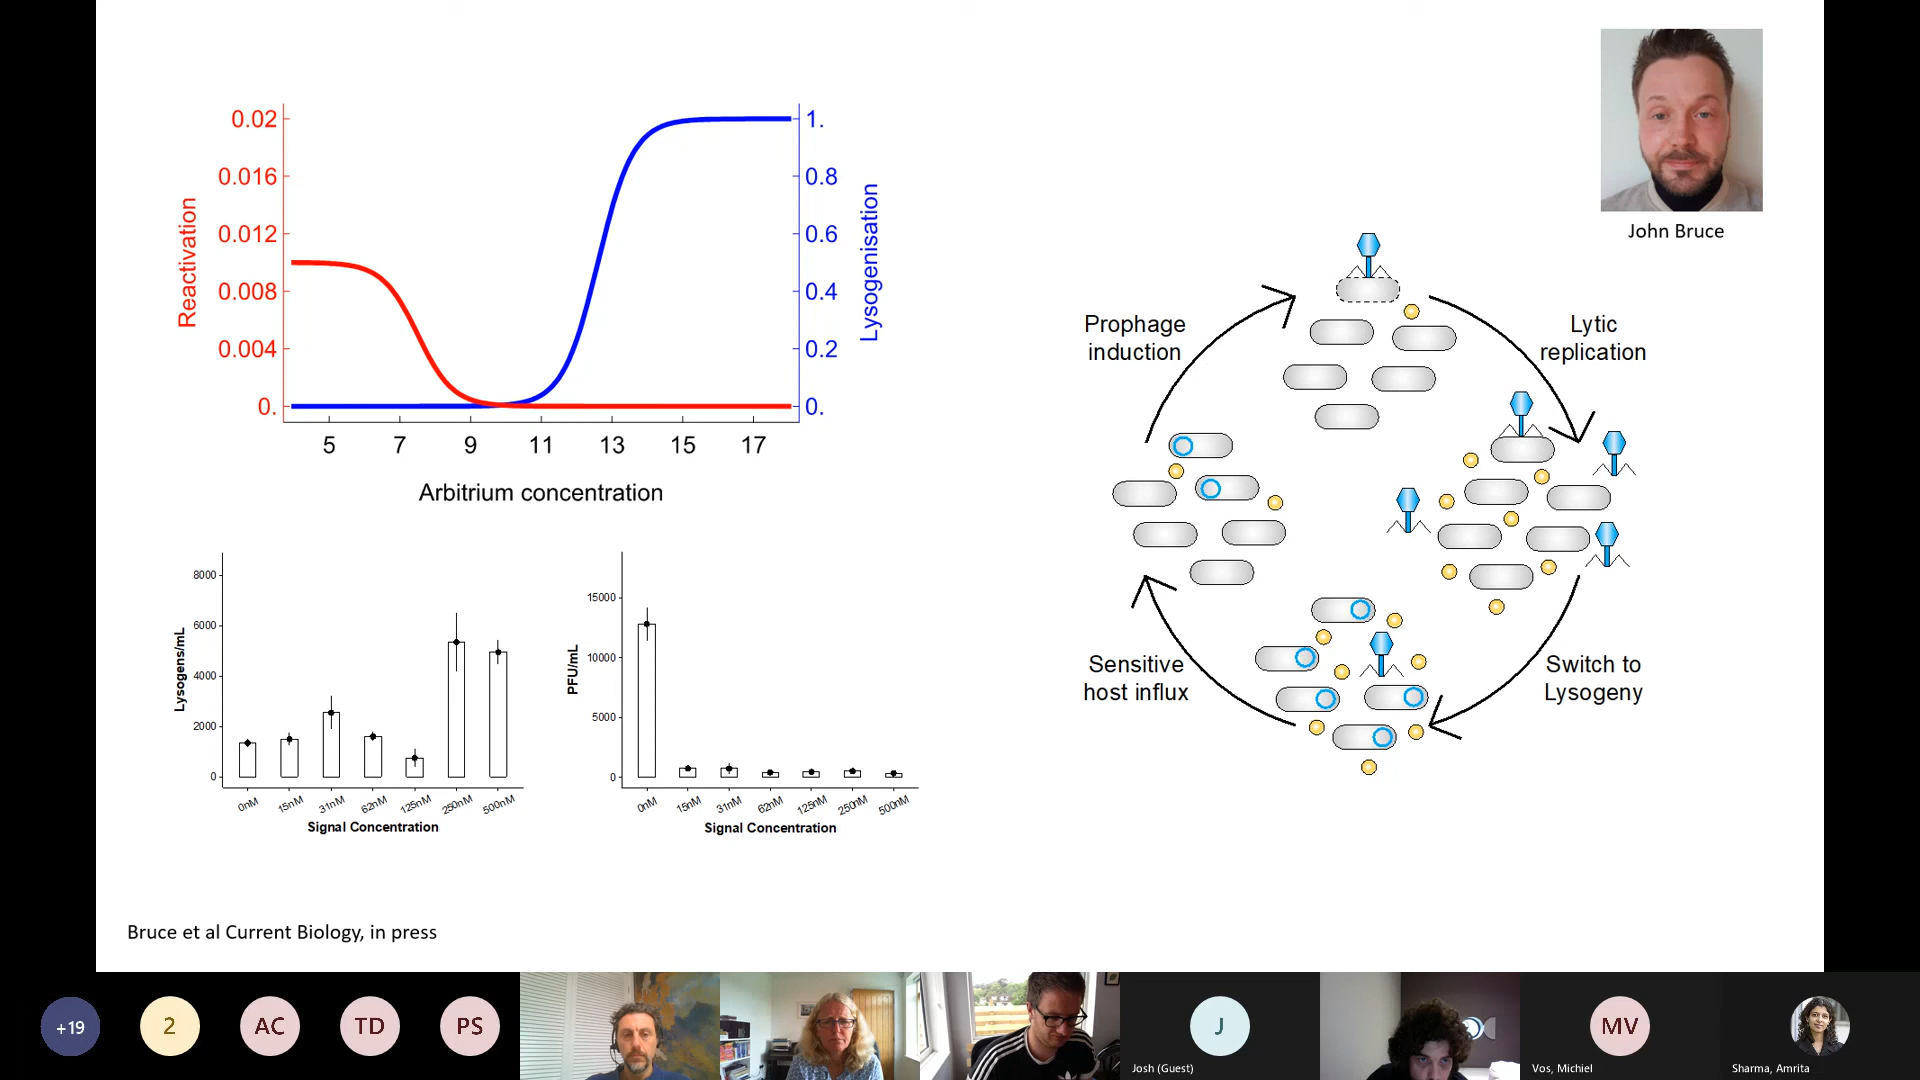 John Bruce
0.02
0.016
0.012
0.008
0.004
0.
Reactivation
1.
0.8
0.6
0.4
0.2
0.
Lysogenisation
5 7 9 11 13 15 17
Arbitrium concentration
Prophage
induction
Lytic
replication
Sensitive
host influx
Switch to
Lysogeny
8000
6000
4000
2000
0
Lysogens/mL
0nM 15nM 31nM 62nM 125nM 250nM 500nM
Signal Concentration
15000
10000
5000
0
PFU/mL
0nM 15nM 31nM 62nM 125nM 250nM 500nM
Signal Concentration
Bruce et al Current Biology, in press
+19
2
AC
TD
PS
J
Josh (Guest)
MV
Vos, Michiel
Sharma, Amrita